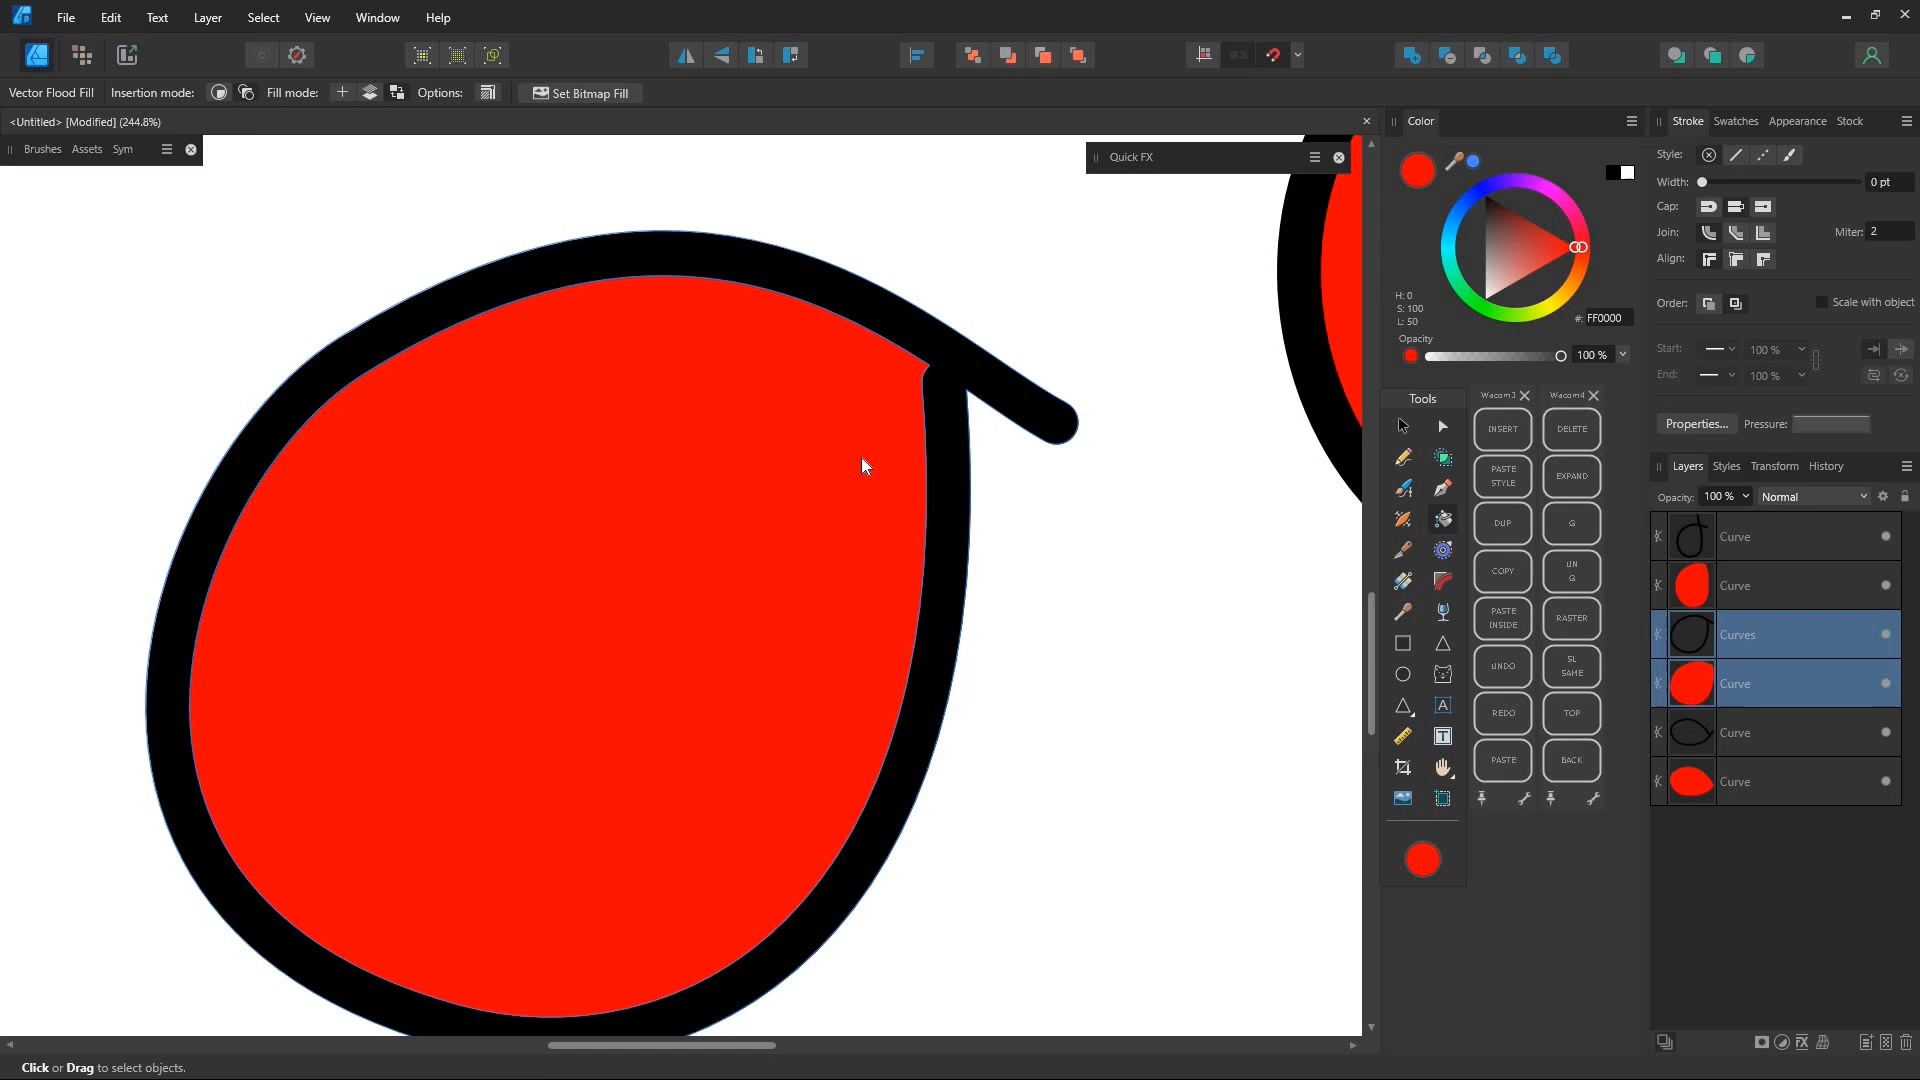 File Edit Text Layer Select View Window Help
Vector Flood Fill Insertion mode: Fill mode: Options: Set Bitmap Fill
<Untitled> [Modified] (244.8%)
Brushes Assets Sym
Quick FX
Color
H: 0
S: 100
L: 50
#: FF0000
Opacity
100 %
Stroke Swatches Appearance Stock
Style:
Width: 0 pt
Cap:
Join: Miter: 2
Align:
Order: Scale with object
Start: 100 %
End: 100 %
Properties... Pressure:
Tools
Wacom3 Wacom4
INSERT DELETE
PASTE STYLE EXPAND
DUP G
COPY UN G
PASTE INSIDE RASTER
UNDO SL SAME
REDO TOP
PASTE BACK
Layers Styles Transform History
Opacity: 100 % Normal
Curve
Curve
Curves
Curve
Curve
Curve
Click or Drag to select objects.